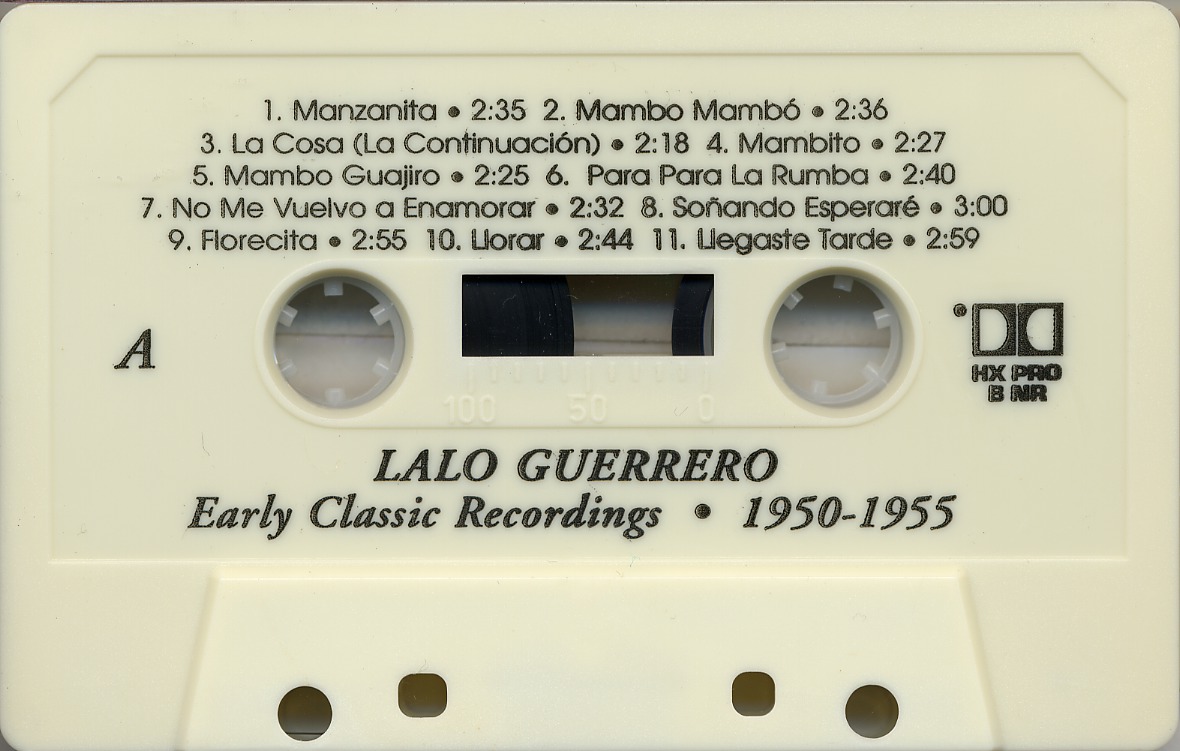 1. Manzanita • 2:35 2. Mambo Mambó • 2:36
3. La Cosa (La Continuación) • 2:18 4. Mambito • 2:27
5. Mambo Guajiro • 2:25 6. Para Para La Rumba • 2:40
7. No Me Vuelvo a Enamorar • 2:32 8. Soñando Esperaré • 3:00
9. Florecita • 2:55 10. Llorar • 2:44 11. Llegaste Tarde • 2:59
A
HX PRO
B NR
100 50 0
LALO GUERRERO
Early Classic Recordings • 1950-1955